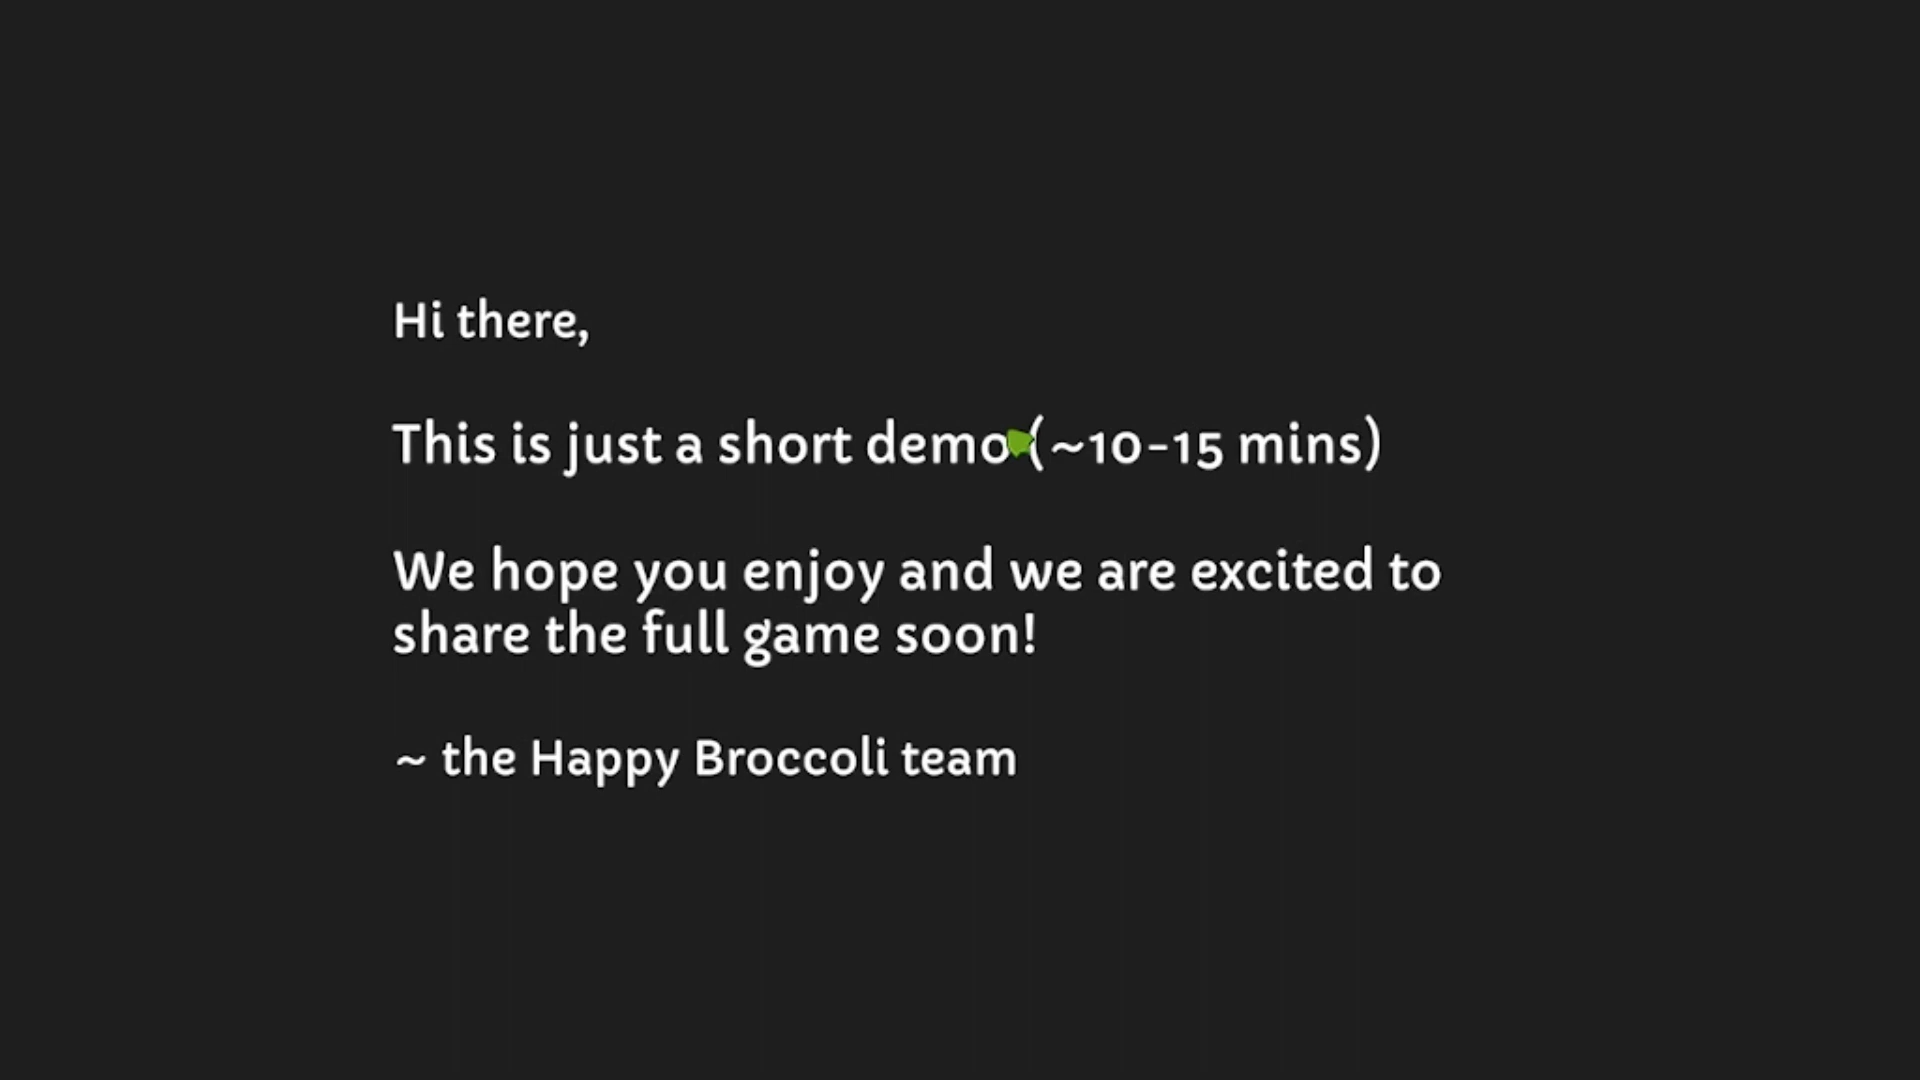 Hi there,
This is just a short demo (~10-15 mins)
We hope you enjoy and we are excited to
share the full game soon!
~ the Happy Broccoli team